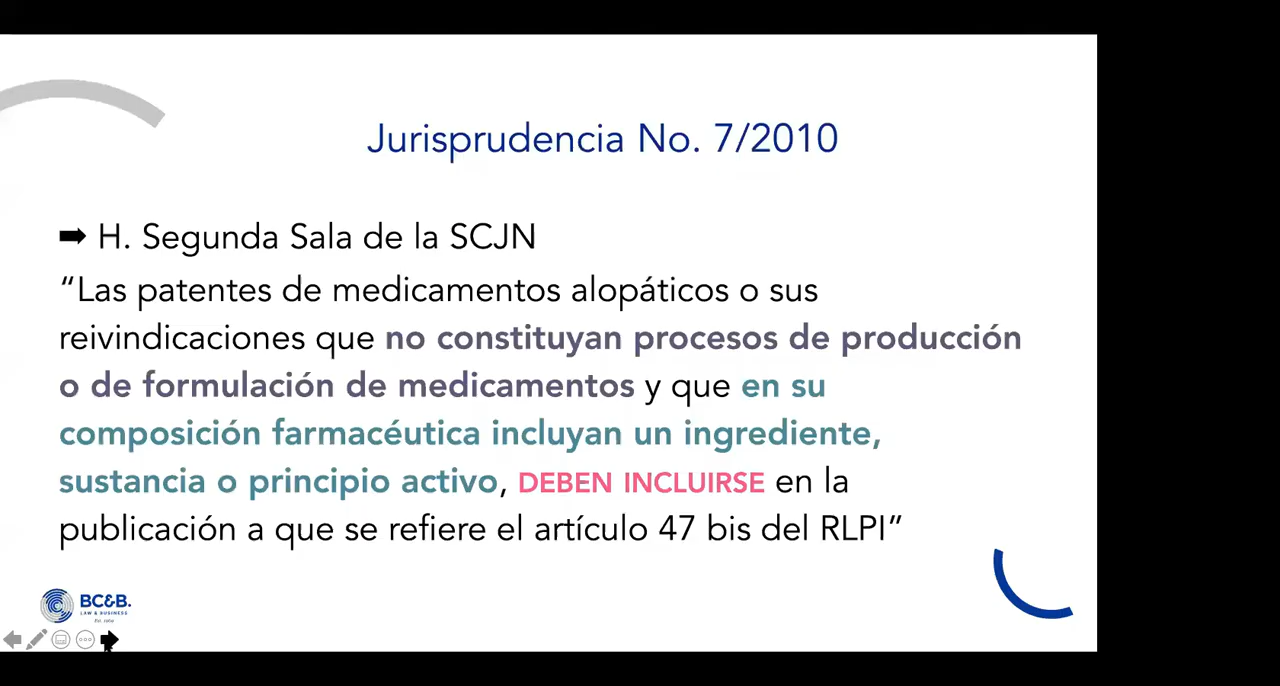 Jurisprudencia No. 7/2010
➡ H. Segunda Sala de la SCJN
“Las patentes de medicamentos alopáticos o sus
reivindicaciones que no constituyan procesos de producción
o de formulación de medicamentos y que en su
composición farmacéutica incluyan un ingrediente,
sustancia o principio activo, DEBEN INCLUIRSE en la
publicación a que se refiere el artículo 47 bis del RLPI”
BC&B.
LAW & BUSINESS